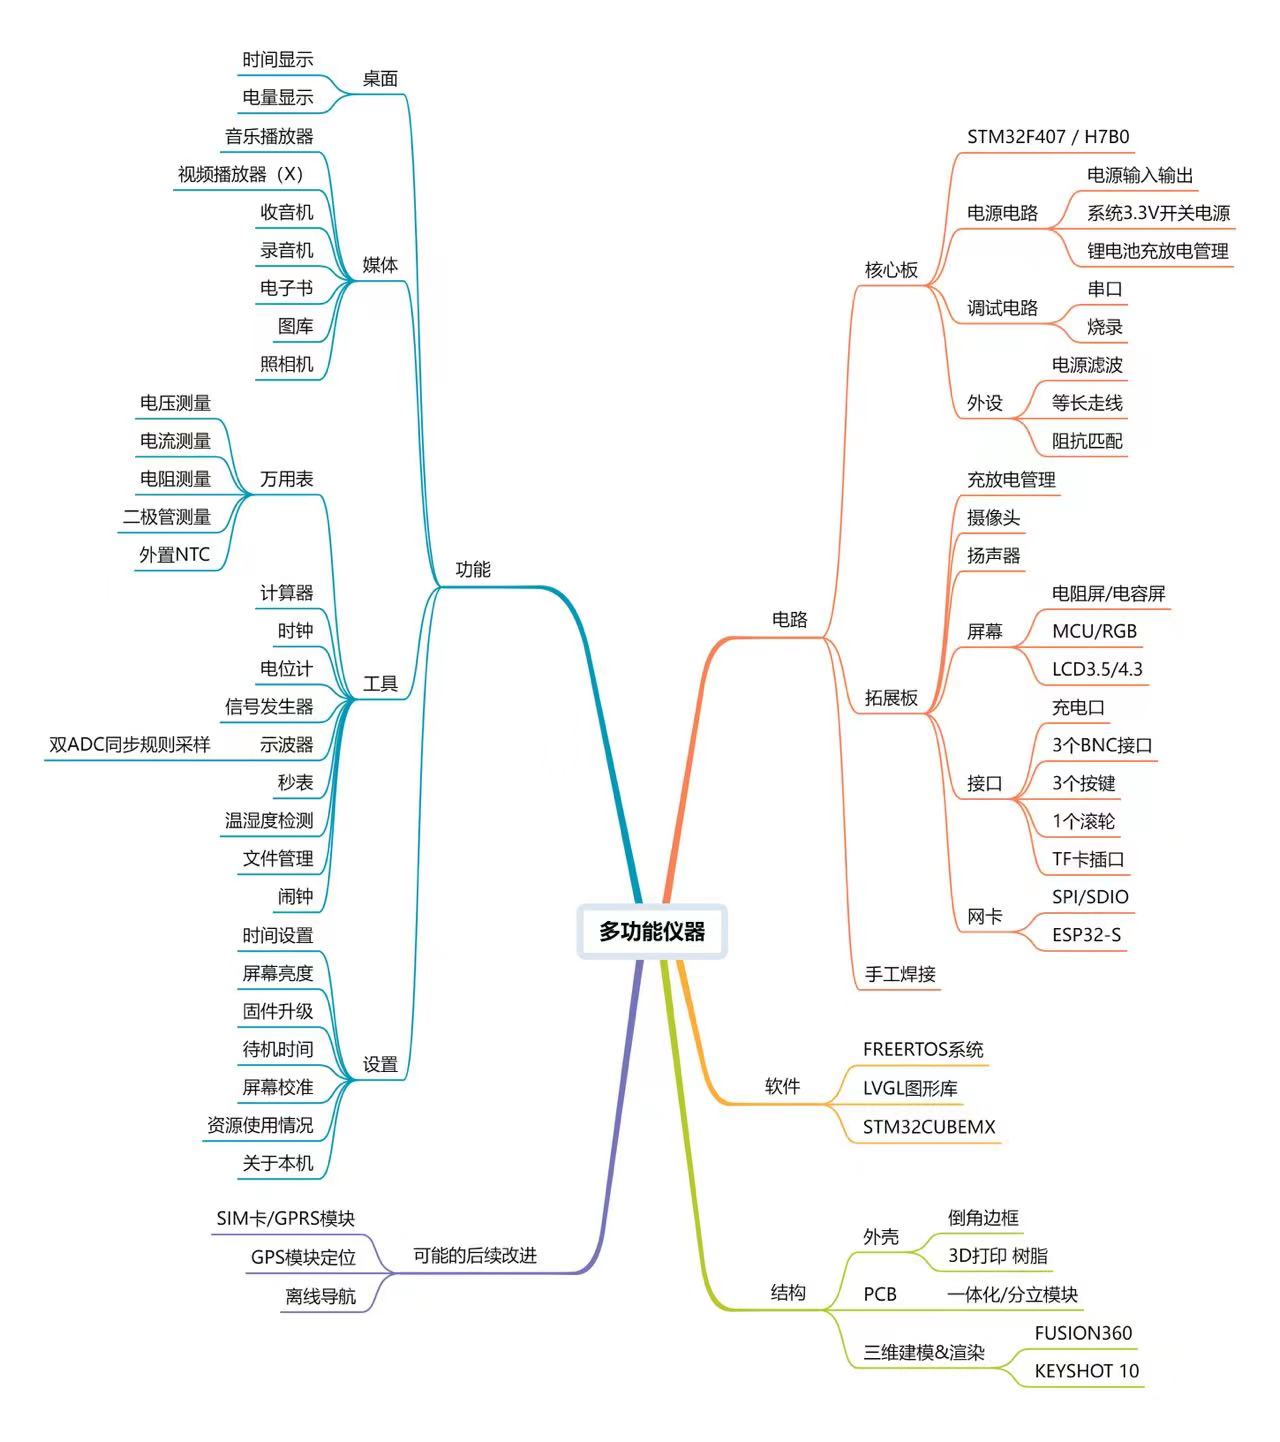 多功能仪器
功能
桌面
时间显示
电量显示
媒体
音乐播放器
视频播放器（X）
收音机
录音机
电子书
图库
照相机
工具
万用表
电压测量
电流测量
电阻测量
二极管测量
外置NTC
计算器
时钟
电位计
信号发生器
示波器
双ADC同步规则采样
秒表
温湿度检测
文件管理
闹钟
设置
时间设置
屏幕亮度
固件升级
待机时间
屏幕校准
资源使用情况
关于本机
可能的后续改进
SIM卡/GPRS模块
GPS模块定位
离线导航
电路
核心板
STM32F407 / H7B0
电源电路
电源输入输出
系统3.3V开关电源
锂电池充放电管理
调试电路
串口
烧录
外设
电源滤波
等长走线
阻抗匹配
拓展板
充放电管理
摄像头
扬声器
屏幕
电阻屏/电容屏
MCU/RGB
LCD3.5/4.3
接口
充电口
3个BNC接口
3个按键
1个滚轮
TF卡插口
网卡
SPI/SDIO
ESP32-S
手工焊接
软件
FREERTOS系统
LVGL图形库
STM32CUBEMX
结构
外壳
倒角边框
3D打印 树脂
PCB
一体化/分立模块
三维建模&渲染
FUSION360
KEYSHOT 10